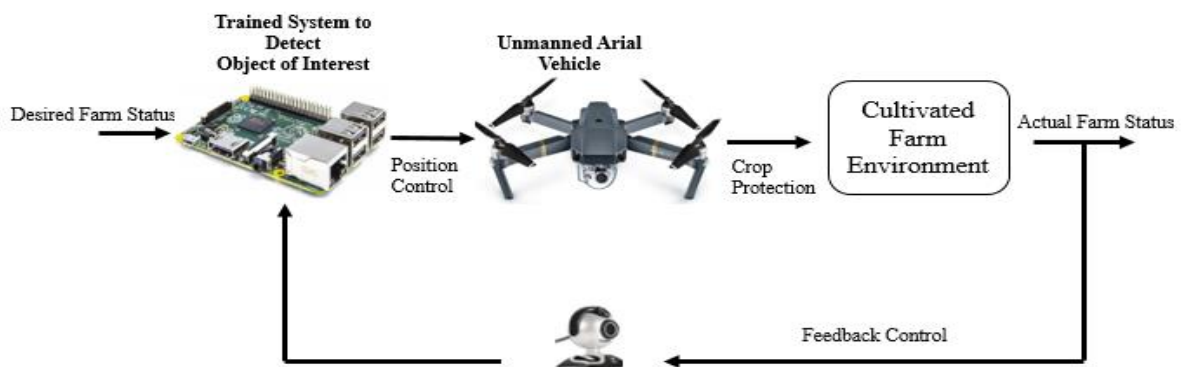 Trained System to
Detect
Object of Interest
Unmanned Arial
Vehicle
Desired Farm Status
Position
Control
Crop
Protection
Cultivated
Farm
Environment
Actual Farm Status
Feedback Control